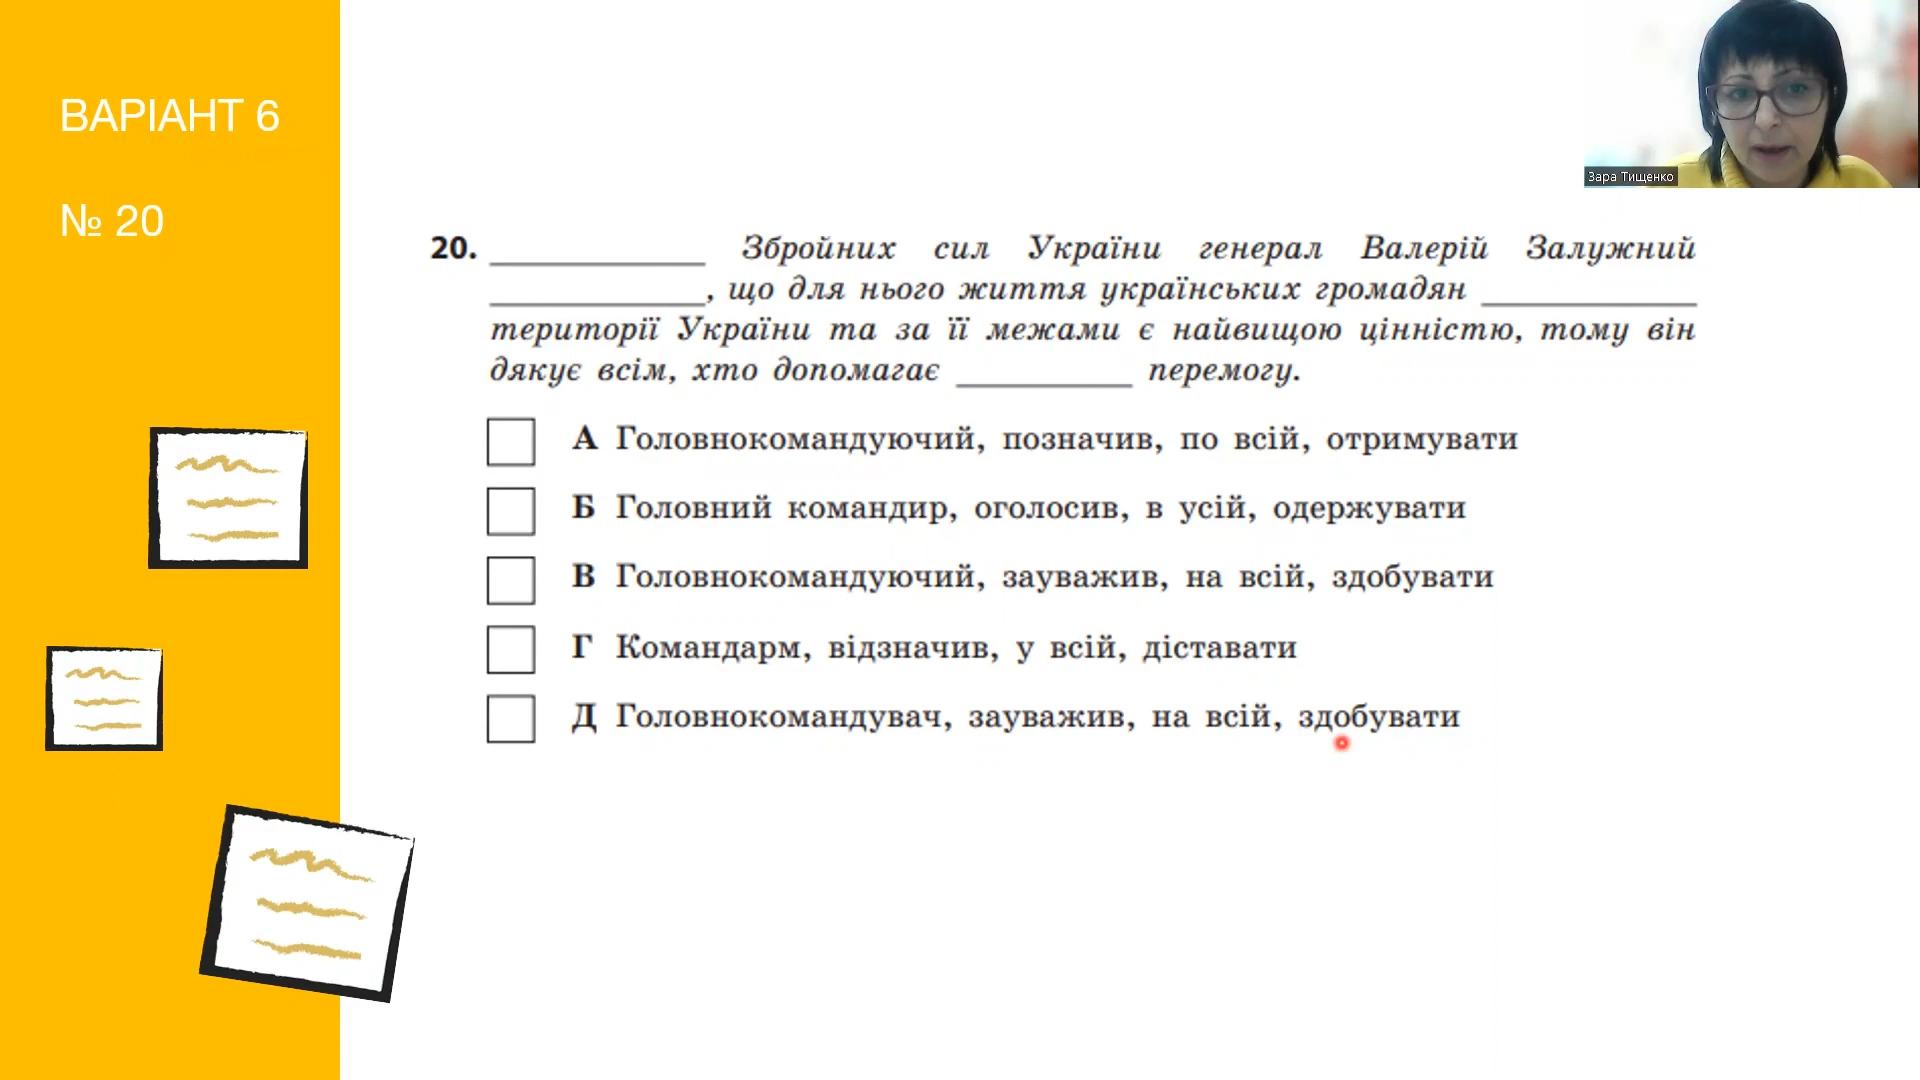 ВАРІАНТ 6
№ 20
Зара Тищенко
20. ____________ Збройних сил України генерал Валерій Залужний
____________, що для нього життя українських громадян ____________
території України та за її межами є найвищою цінністю, тому він
дякує всім, хто допомагає __________ перемогу.
А Головнокомандуючий, позначив, по всій, отримувати
Б Головний командир, оголосив, в усій, одержувати
В Головнокомандуючий, зауважив, на всій, здобувати
Г Командарм, відзначив, у всій, діставати
Д Головнокомандувач, зауважив, на всій, здобувати